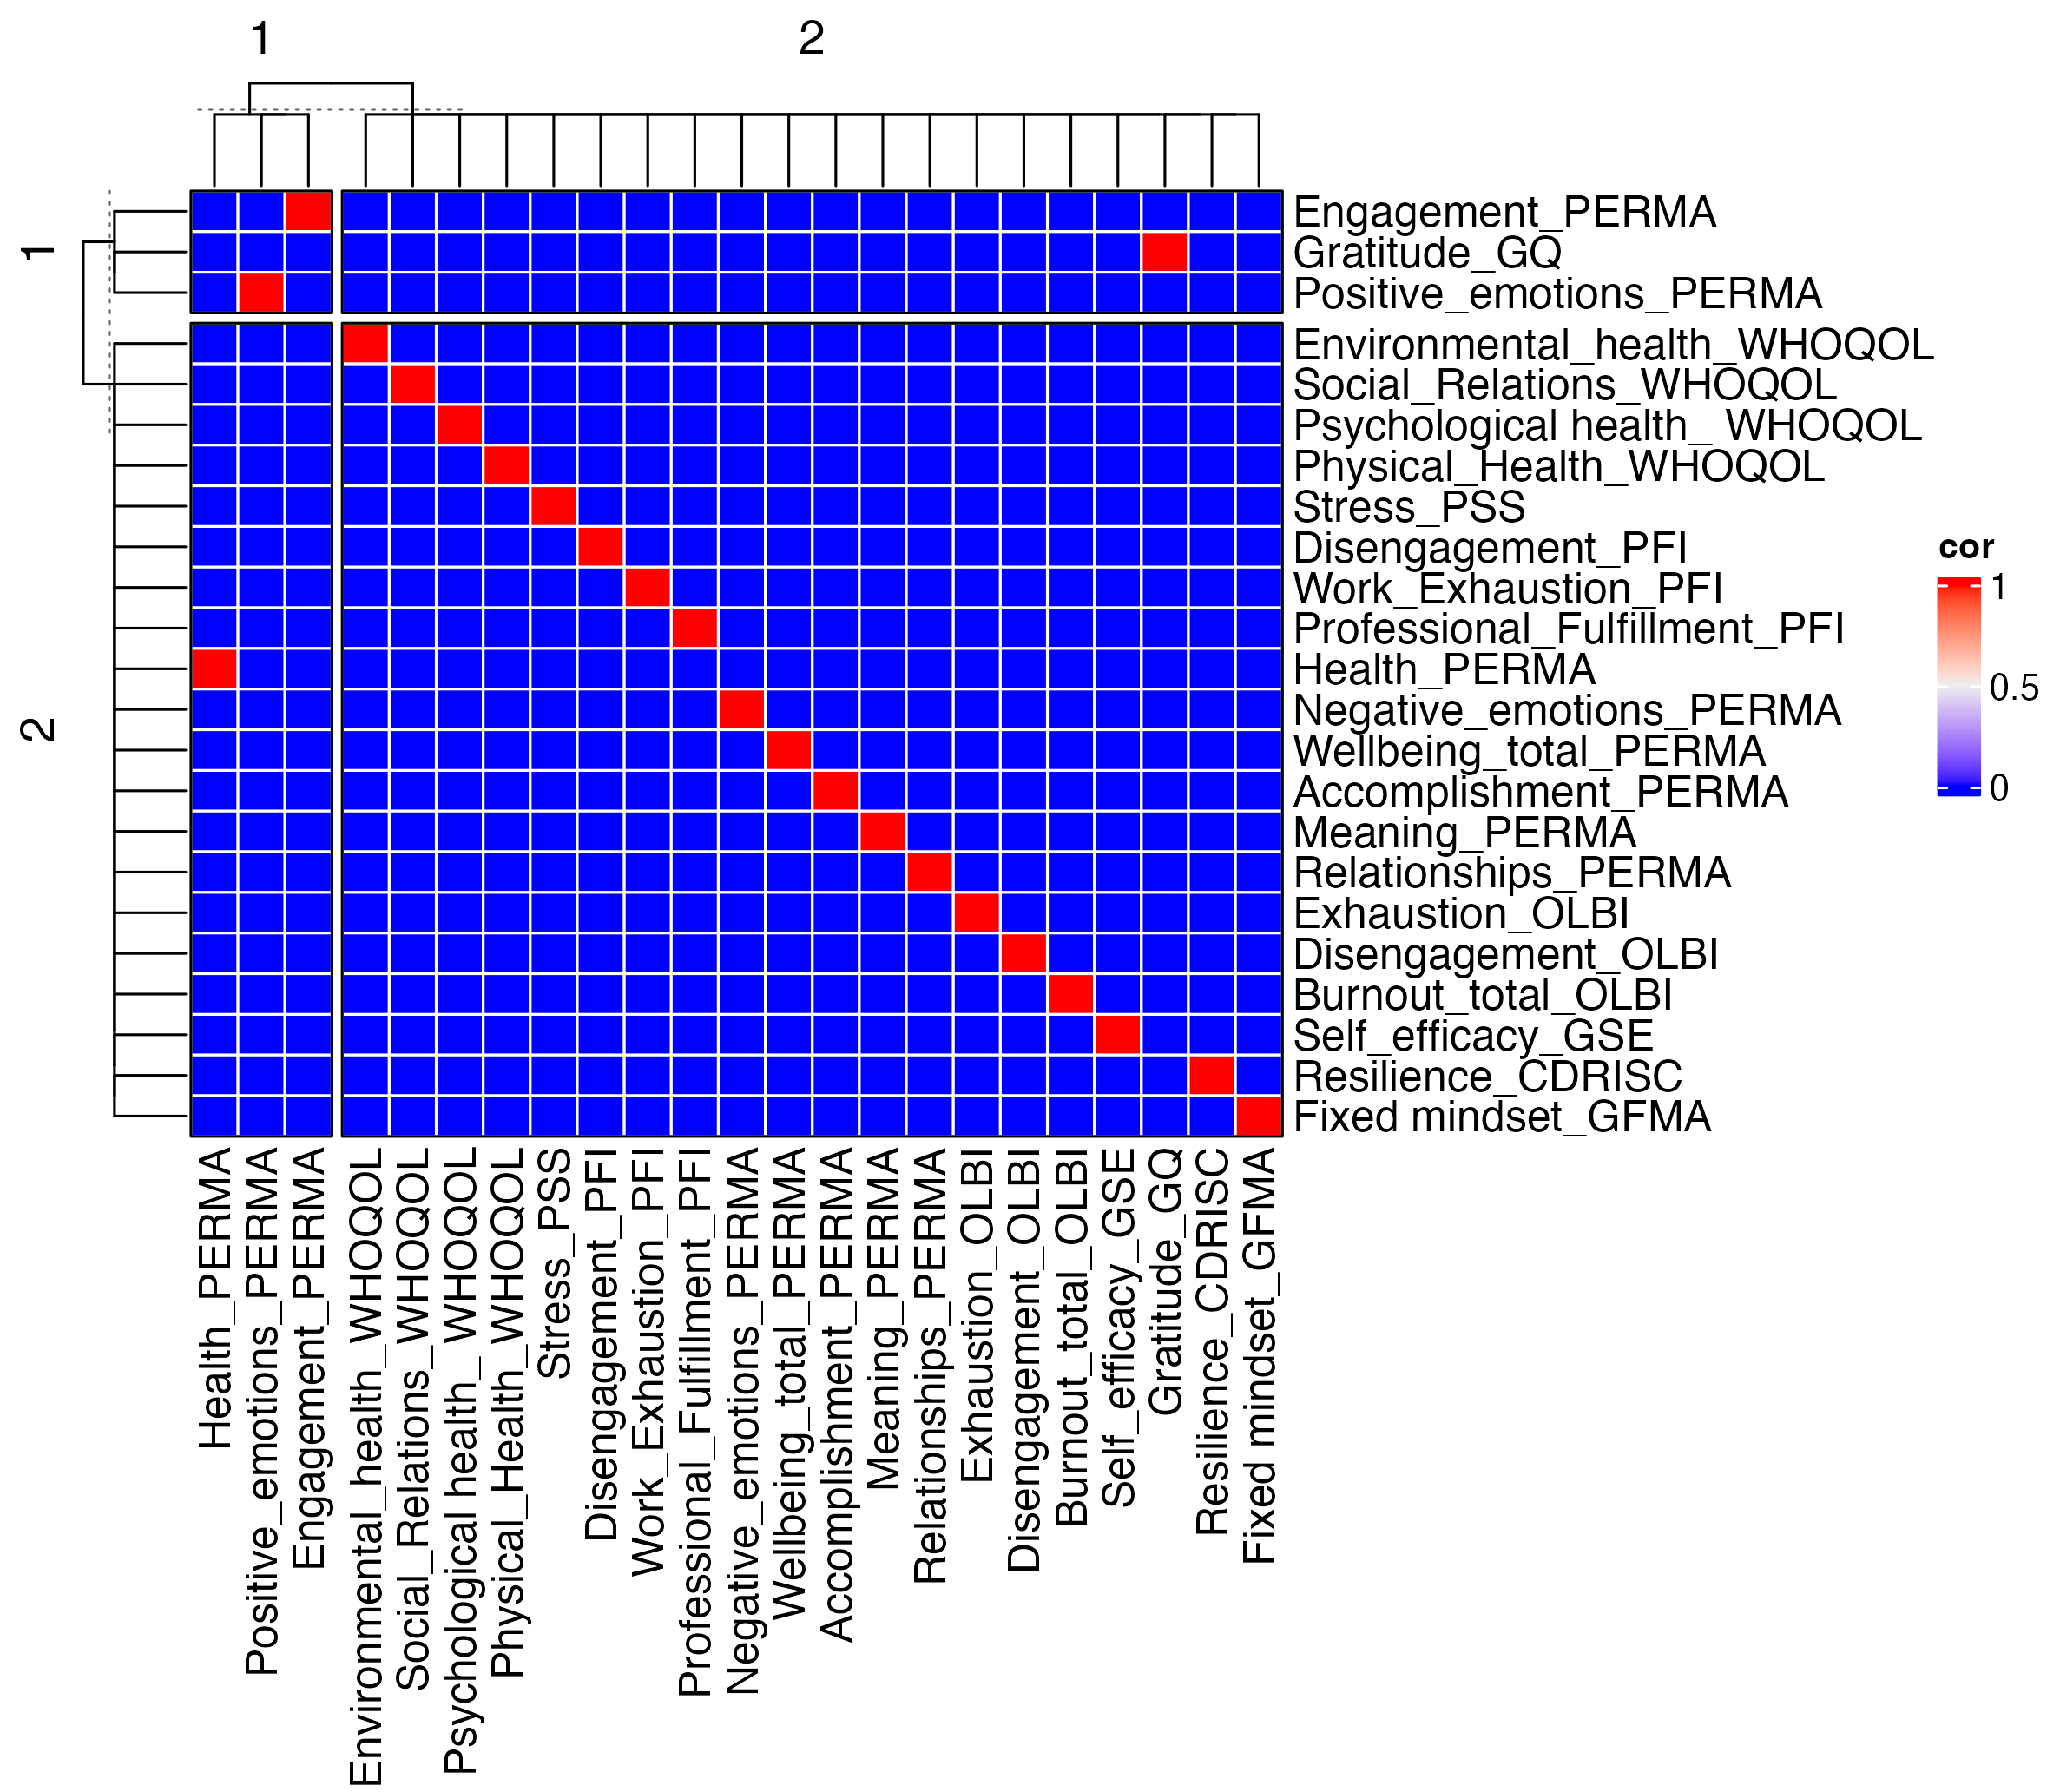 1
2
1
2
Engagement_PERMA
Gratitude_GQ
Positive_emotions_PERMA
Environmental_health_WHOQOL
Social_Relations_WHOQOL
Psychological health_ WHOQOL
Physical_Health_WHOQOL
Stress_PSS
Disengagement_PFI
Work_Exhaustion_PFI
Professional_Fulfillment_PFI
Health_PERMA
Negative_emotions_PERMA
Wellbeing_total_PERMA
Accomplishment_PERMA
Meaning_PERMA
Relationships_PERMA
Exhaustion_OLBI
Disengagement_OLBI
Burnout_total_OLBI
Self_efficacy_GSE
Resilience_CDRISC
Fixed mindset_GFMA
cor
1
0.5
0
Health_PERMA
Positive_emotions_PERMA
Engagement_PERMA
Environmental_health_WHOQOL
Social_Relations_WHOQOL
Psychological health_ WHOQOL
Physical_Health_WHOQOL
Stress_PSS
Disengagement_PFI
Work_Exhaustion_PFI
Professional_Fulfillment_PFI
Negative_emotions_PERMA
Wellbeing_total_PERMA
Accomplishment_PERMA
Meaning_PERMA
Relationships_PERMA
Exhaustion_OLBI
Disengagement_OLBI
Burnout_total_OLBI
Self_efficacy_GSE
Gratitude_GQ
Resilience_CDRISC
Fixed mindset_GFMA